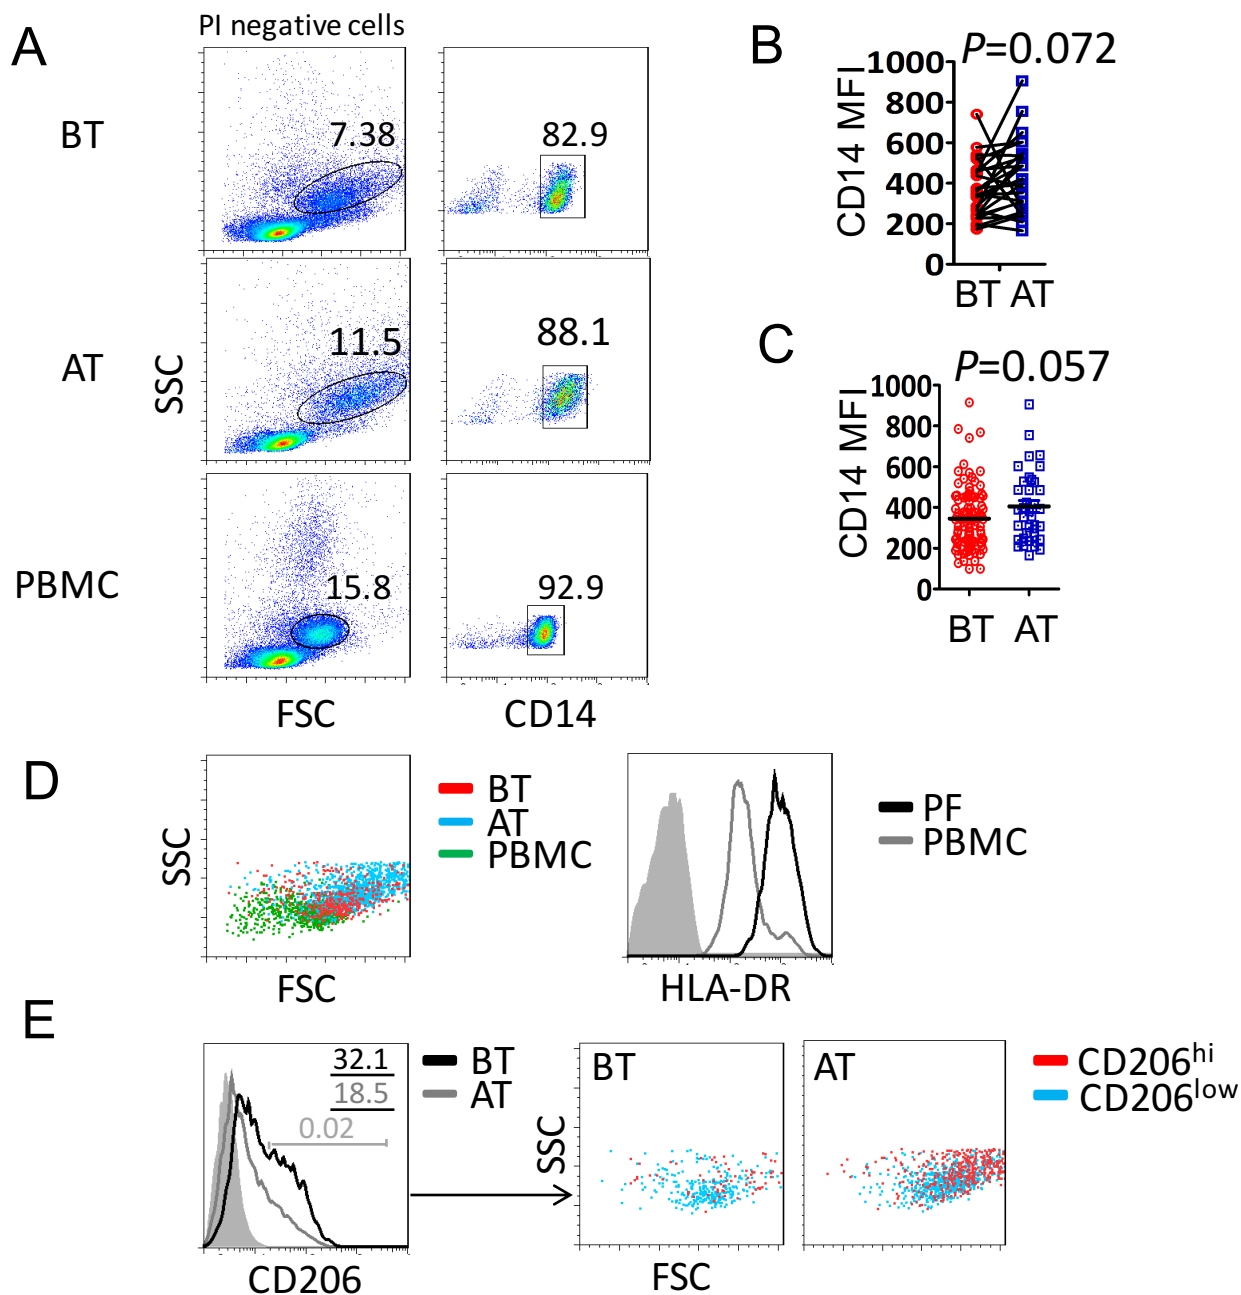 A
PI negative cells
BT
7.38
82.9
AT
SSC
11.5
88.1
PBMC
15.8
92.9
FSC
CD14
B
P=0.072
CD14 MFI
1000
800
600
400
200
0
BT AT
C
P=0.057
CD14 MFI
1000
800
600
400
200
0
BT AT
D
SSC
FSC
BT
AT
PBMC
HLA-DR
PF
PBMC
E
32.1
18.5
0.02
CD206
BT
AT
SSC
BT
FSC
AT
CD206hi
CD206low